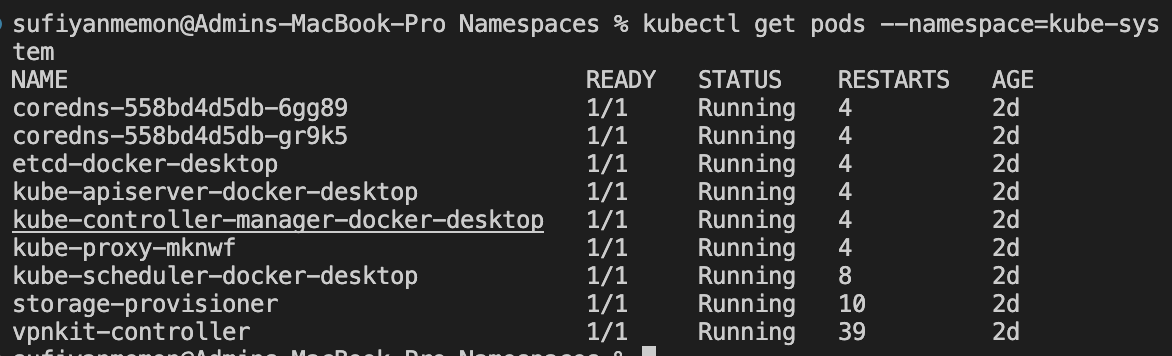 sufiyanmemon@Admins-MacBook-Pro Namespaces % kubectl get pods --namespace=kube-sys
tem
NAME READY STATUS RESTARTS AGE
coredns-558bd4d5db-6gg89 1/1 Running 4 2d
coredns-558bd4d5db-gr9k5 1/1 Running 4 2d
etcd-docker-desktop 1/1 Running 4 2d
kube-apiserver-docker-desktop 1/1 Running 4 2d
kube-controller-manager-docker-desktop 1/1 Running 4 2d
kube-proxy-mknwf 1/1 Running 4 2d
kube-scheduler-docker-desktop 1/1 Running 8 2d
storage-provisioner 1/1 Running 10 2d
vpnkit-controller 1/1 Running 39 2d
sufiyanmemon@Admins-MacBook-Pro Namespaces %